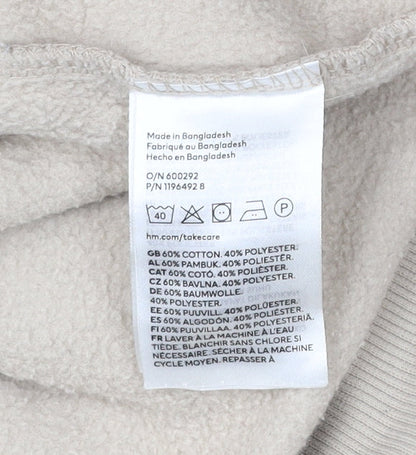 Made in Bangladesh
Fabriqué au Bangladesh
Hecho en Bangladesh
O/N 600292
P/N 1196492 8
40
P
hm.com/takecare
GB 60% COTTON. 40% POLYESTER.
AL 60% PAMBUK. 40% POLIESTËR.
CAT 60% COTÓ. 40% POLIÈSTER.
CZ 60% BAVLNA. 40% POLYESTER.
DE 60% BAUMWOLLE.
40% POLYESTER.
EE 60% PUUVILL. 40% POLÜESTER.
ES 60% ALGODÓN. 40% POLIÉSTER.
FI 60% PUUVILLAA. 40% POLYESTERIÄ.
FR LAVER À LA MACHINE À L'EAU
TIÈDE. BLANCHIR SANS CHLORE SI
NÉCESSAIRE. SÉCHER À LA MACHINE
CYCLE MOYEN. REPASSER À